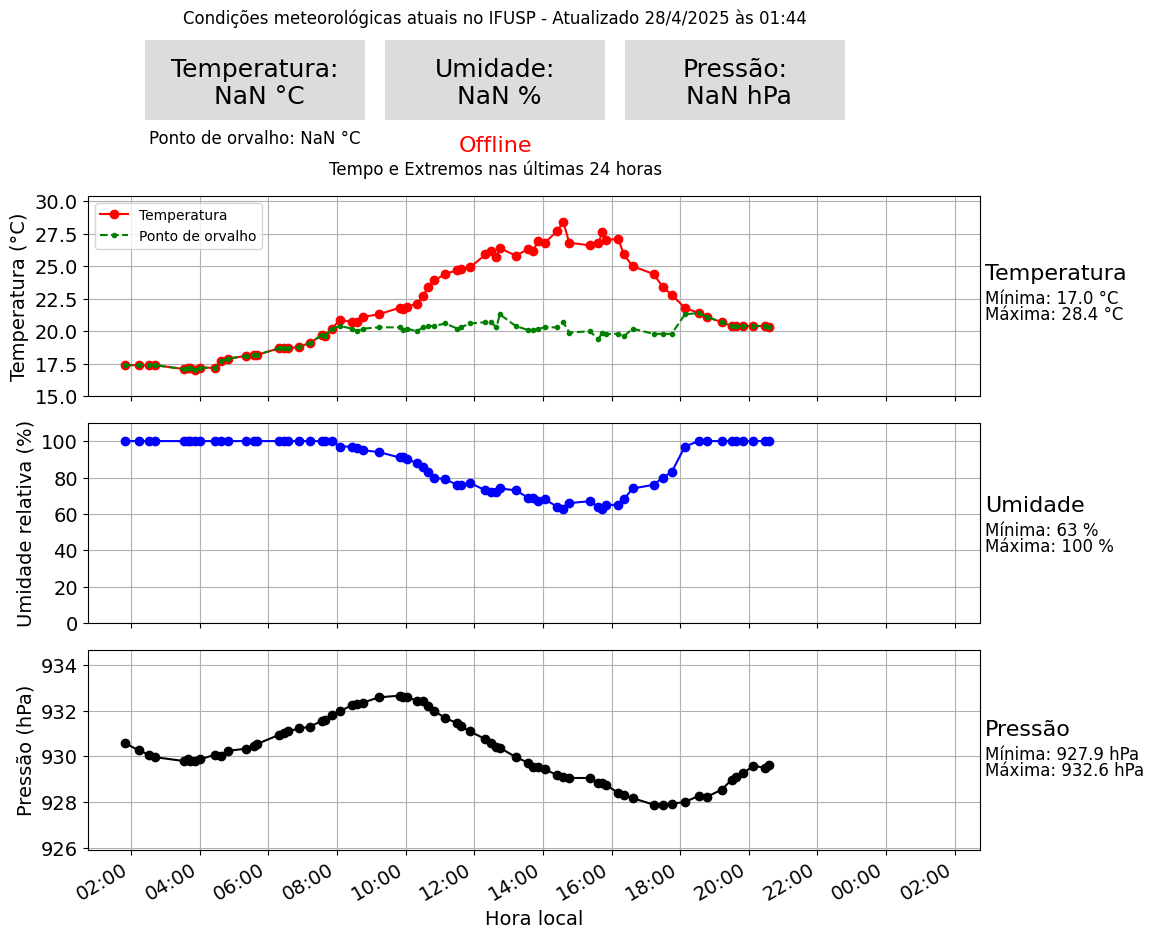 Condições meteorológicas atuais no IFUSP - Atualizado 28/4/2025 às 01:44
Temperatura:
NaN °C
Umidade:
NaN %
Pressão:
NaN hPa
Ponto de orvalho: NaN °C
Offline
Tempo e Extremos nas últimas 24 horas
Temperatura (°C)
30.0
27.5
25.0
22.5
20.0
17.5
15.0
Temperatura
Ponto de orvalho
Temperatura
Mínima: 17.0 °C
Máxima: 28.4 °C
Umidade relativa (%)
100
80
60
40
20
0
Umidade
Mínima: 63 %
Máxima: 100 %
Pressão (hPa)
934
932
930
928
926
Pressão
Mínima: 927.9 hPa
Máxima: 932.6 hPa
02:00 04:00 06:00 08:00 10:00 12:00 14:00 16:00 18:00 20:00 22:00 00:00 02:00
Hora local